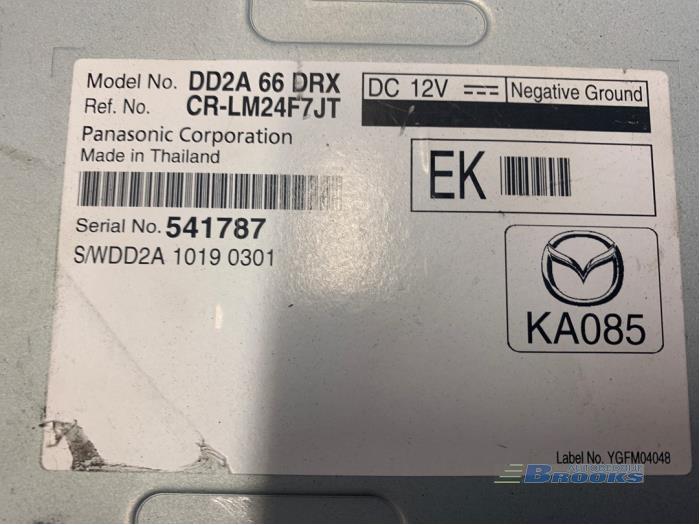 Model No. DD2A 66 DRX
Ref. No. CR-LM24F7JT
Panasonic Corporation
Made in Thailand
Serial No. 541787
S/WDD2A 1019 0301
DC 12V Negative Ground
EK
KA085
Label No. YGFM04048
AUTODEMONTAGE
BROOKS